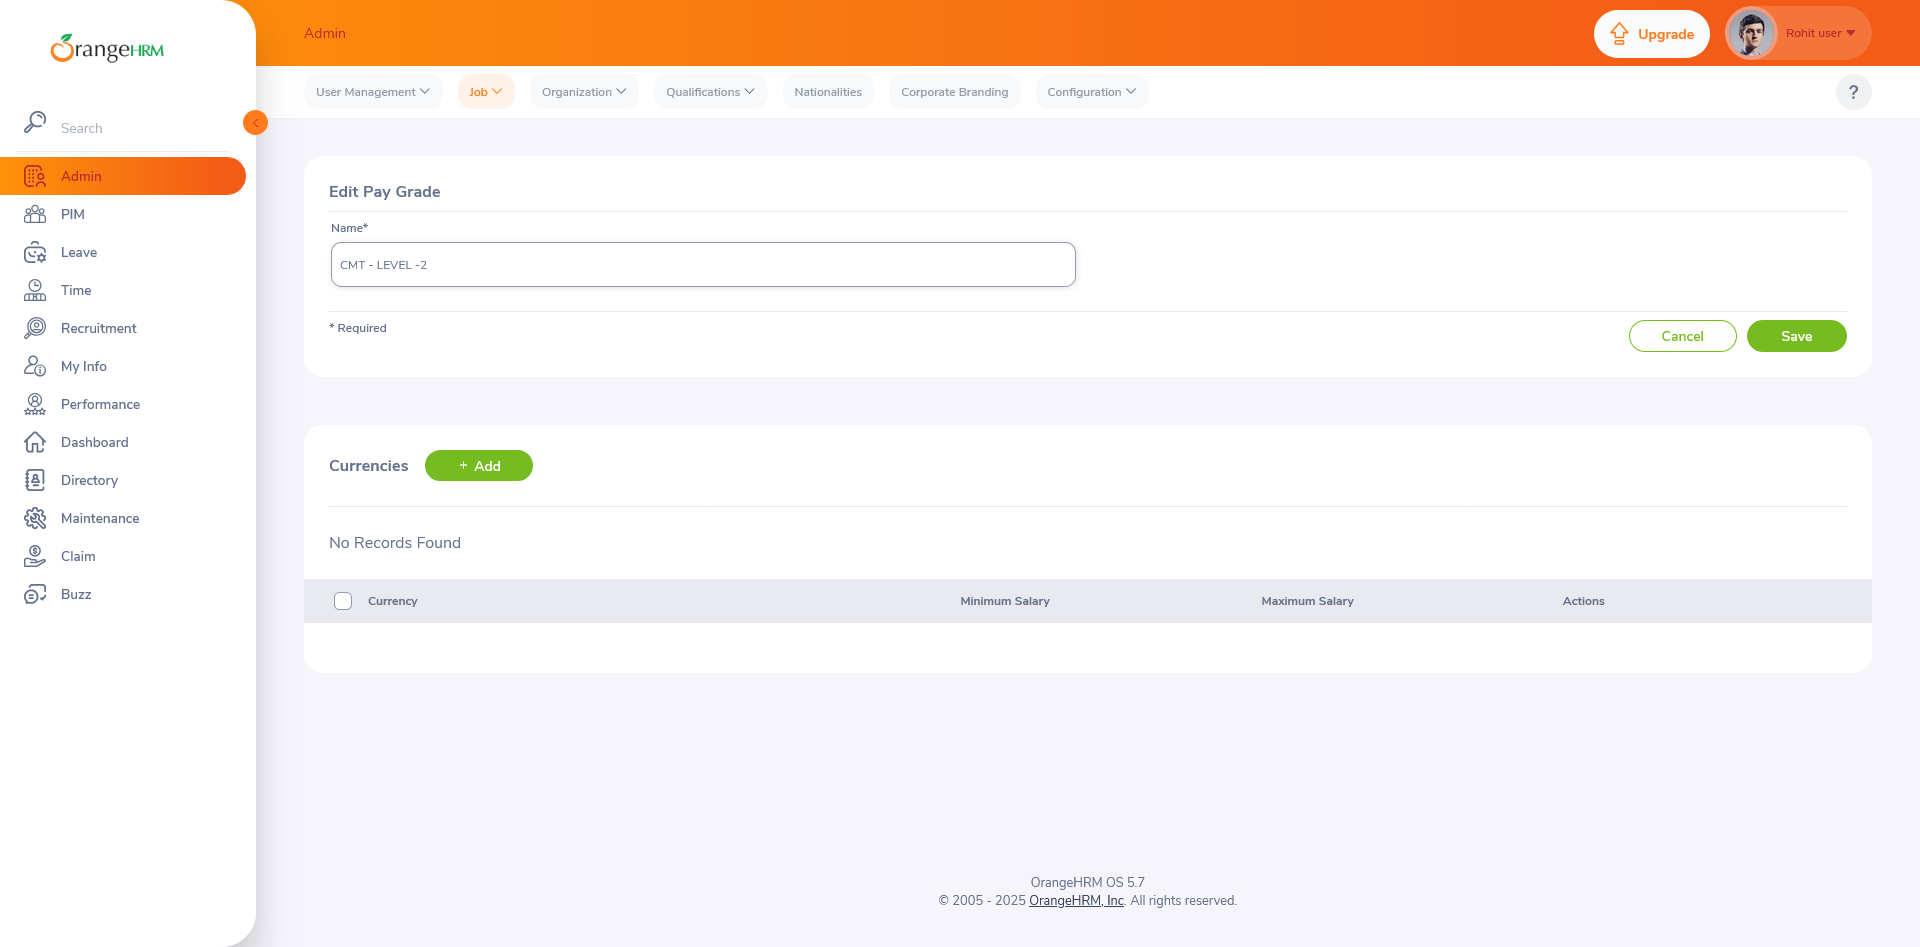 OrangeHRM
Search
Admin
PIM
Leave
Time
Recruitment
My Info
Performance
Dashboard
Directory
Maintenance
Claim
Buzz
Admin
Upgrade
Rohit user
User Management
Job
Organization
Qualifications
Nationalities
Corporate Branding
Configuration
?
Edit Pay Grade
Name*
CMT - LEVEL -2
* Required
Cancel
Save
Currencies
+ Add
No Records Found
Currency Minimum Salary Maximum Salary Actions
OrangeHRM OS 5.7
© 2005 - 2025 OrangeHRM, Inc. All rights reserved.